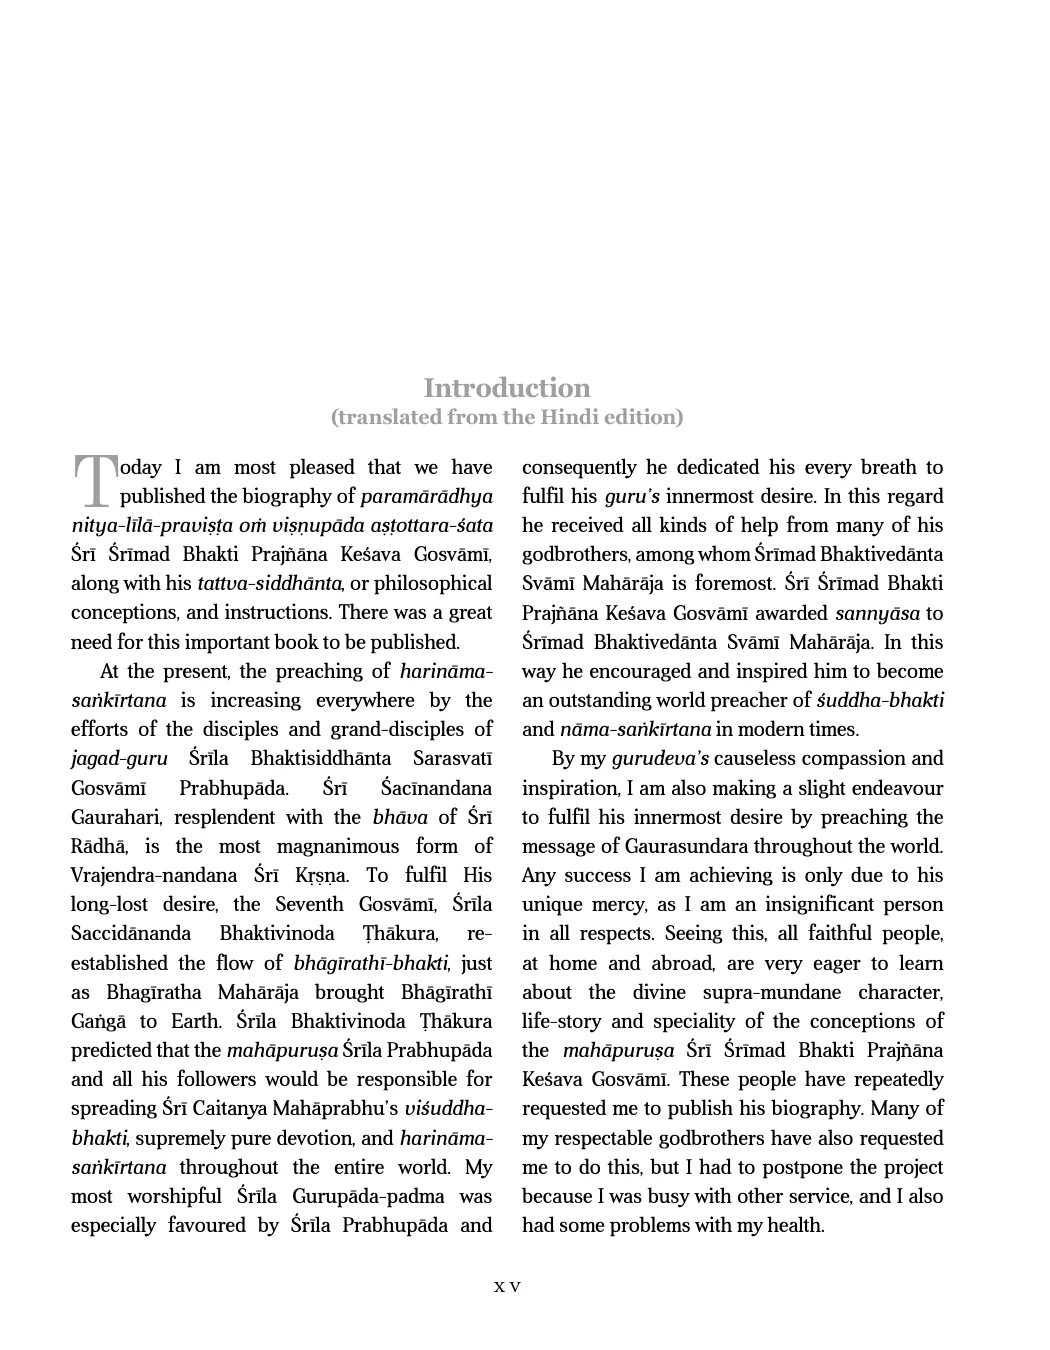 Introduction
(translated from the Hindi edition)
Today I am most pleased that we have
published the biography of paramārādhya
nitya-līlā-praviṣṭa oṁ viṣṇupāda aṣṭottara-śata
Śrī Śrīmad Bhakti Prajñāna Keśava Gosvāmī,
along with his tattva-siddhānta, or philosophical
conceptions, and instructions. There was a great
need for this important book to be published.
At the present, the preaching of harināma-
saṅkīrtana is increasing everywhere by the
efforts of the disciples and grand-disciples of
jagad-guru Śrīla Bhaktisiddhānta Sarasvatī
Gosvāmī Prabhupāda. Śrī Śacīnandana
Gaurahari, resplendent with the bhāva of Śrī
Rādhā, is the most magnanimous form of
Vrajendra-nandana Śrī Kṛṣṇa. To fulfil His
long-lost desire, the Seventh Gosvāmī, Śrīla
Saccidānanda Bhaktivinoda Ṭhākura, re-
established the flow of bhāgīrathī-bhakti, just
as Bhagīratha Mahārāja brought Bhāgīrathī
Gaṅgā to Earth. Śrīla Bhaktivinoda Ṭhākura
predicted that the mahāpuruṣa Śrīla Prabhupāda
and all his followers would be responsible for
spreading Śrī Caitanya Mahāprabhu's viśuddha-
bhakti, supremely pure devotion, and harināma-
saṅkīrtana throughout the entire world. My
most worshipful Śrīla Gurupāda-padma was
especially favoured by Śrīla Prabhupāda and
consequently he dedicated his every breath to
fulfil his guru's innermost desire. In this regard
he received all kinds of help from many of his
godbrothers, among whom Śrīmad Bhaktivedānta
Svāmī Mahārāja is foremost. Śrī Śrīmad Bhakti
Prajñāna Keśava Gosvāmī awarded sannyāsa to
Śrīmad Bhaktivedānta Svāmī Mahārāja. In this
way he encouraged and inspired him to become
an outstanding world preacher of śuddha-bhakti
and nāma-saṅkīrtana in modern times.
By my gurudeva's causeless compassion and
inspiration, I am also making a slight endeavour
to fulfil his innermost desire by preaching the
message of Gaurasundara throughout the world.
Any success I am achieving is only due to his
unique mercy, as I am an insignificant person
in all respects. Seeing this, all faithful people,
at home and abroad, are very eager to learn
about the divine supra-mundane character,
life-story and speciality of the conceptions of
the mahāpuruṣa Śrī Śrīmad Bhakti Prajñāna
Keśava Gosvāmī. These people have repeatedly
requested me to publish his biography. Many of
my respectable godbrothers have also requested
me to do this, but I had to postpone the project
because I was busy with other service, and I also
had some problems with my health.
XV